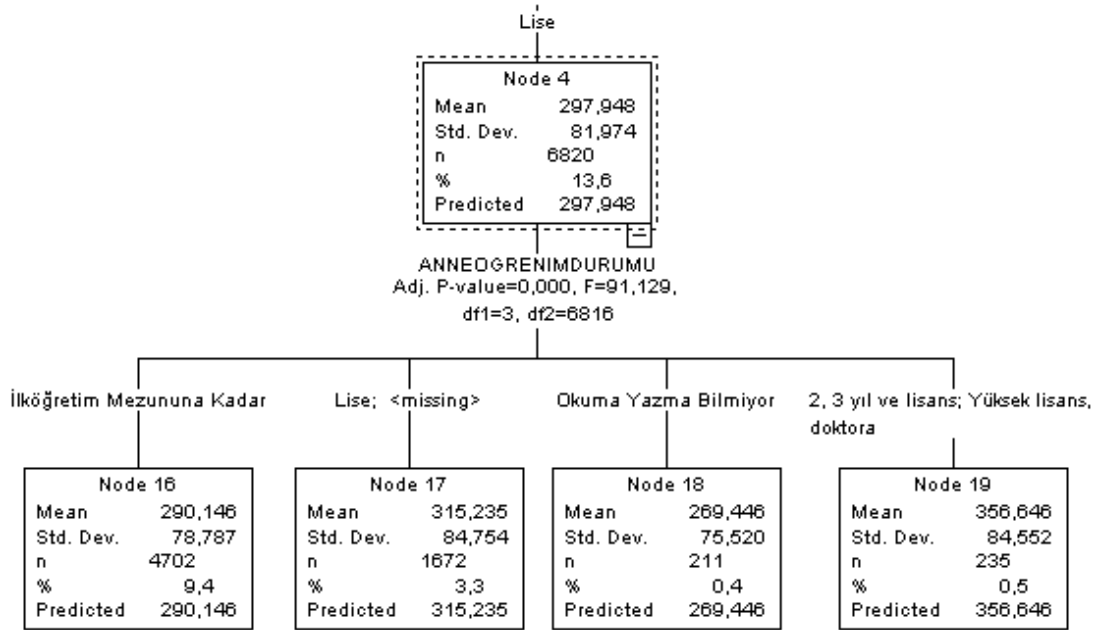 Lise
Node 4
Mean 297,948
Std. Dev. 81,974
n 6820
% 13,6
Predicted 297,948
ANNEOGRENIMDURUMU
Adj. P-value=0,000, F=91,129,
df1=3, df2=6816
İlköğretim Mezununa Kadar
Lise; <missing>
Okuma Yazma Bilmiyor
2, 3 yıl ve lisans; Yüksek lisans,
doktora
Node 16
Mean 290,146
Std. Dev. 78,787
n 4702
% 9,4
Predicted 290,146
Node 17
Mean 315,235
Std. Dev. 84,754
n 1672
% 3,3
Predicted 315,235
Node 18
Mean 269,446
Std. Dev. 75,520
n 211
% 0,4
Predicted 269,446
Node 19
Mean 356,646
Std. Dev. 84,552
n 235
% 0,5
Predicted 356,646